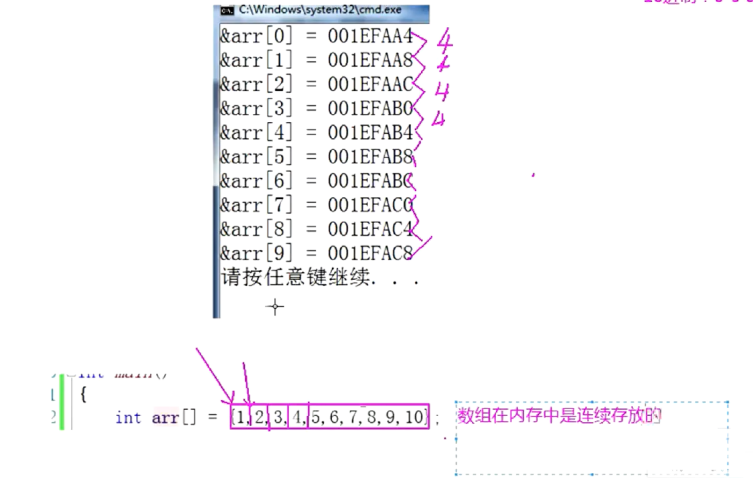 C:\Windows\system32\cmd.exe
&arr[0] = 001EFAA4
&arr[1] = 001EFAA8
&arr[2] = 001EFAAC
&arr[3] = 001EFAB0
&arr[4] = 001EFAB4
&arr[5] = 001EFAB8
&arr[6] = 001EFABC
&arr[7] = 001EFAC0
&arr[8] = 001EFAC4
&arr[9] = 001EFAC8
请按任意键继续. . .
4
4
4
4
int main()
1 {
2 int arr[] = {1,2,3,4,5,6,7,8,9,10};
数组在内存中是连续存放的